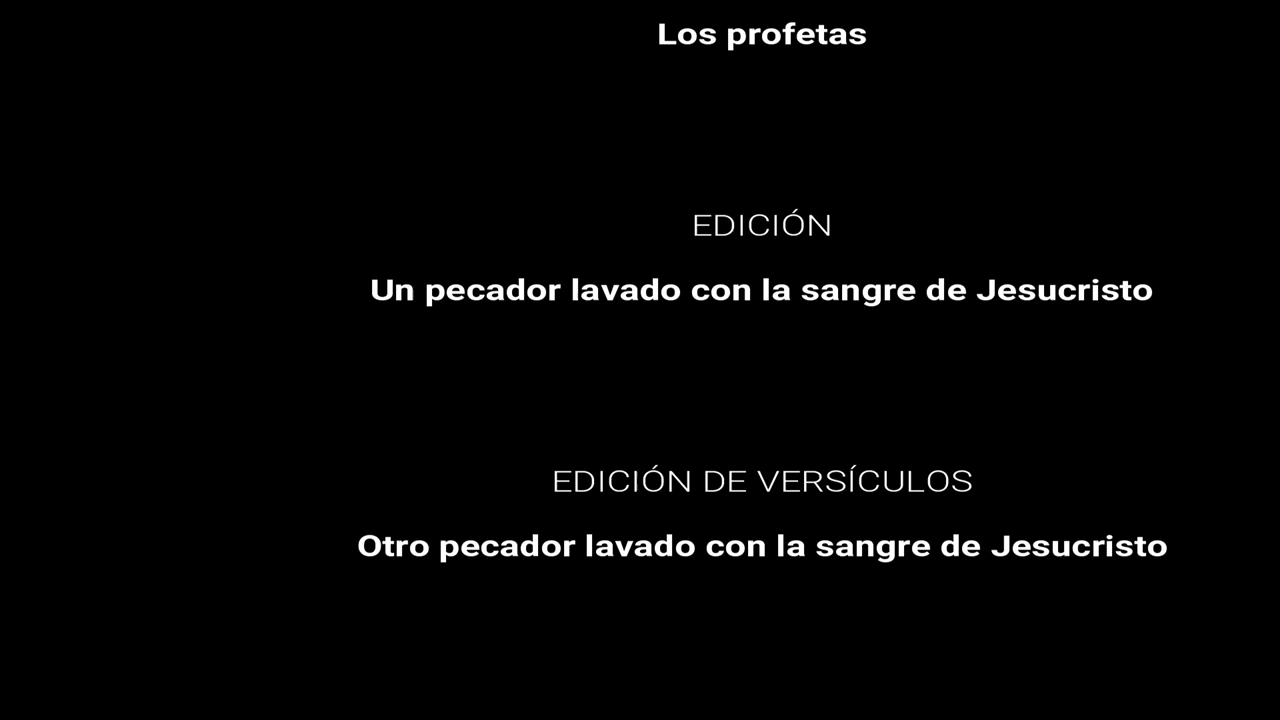 Los profetas
EDICIÓN
Un pecador lavado con la sangre de Jesucristo
EDICIÓN DE VERSÍCULOS
Otro pecador lavado con la sangre de Jesucristo